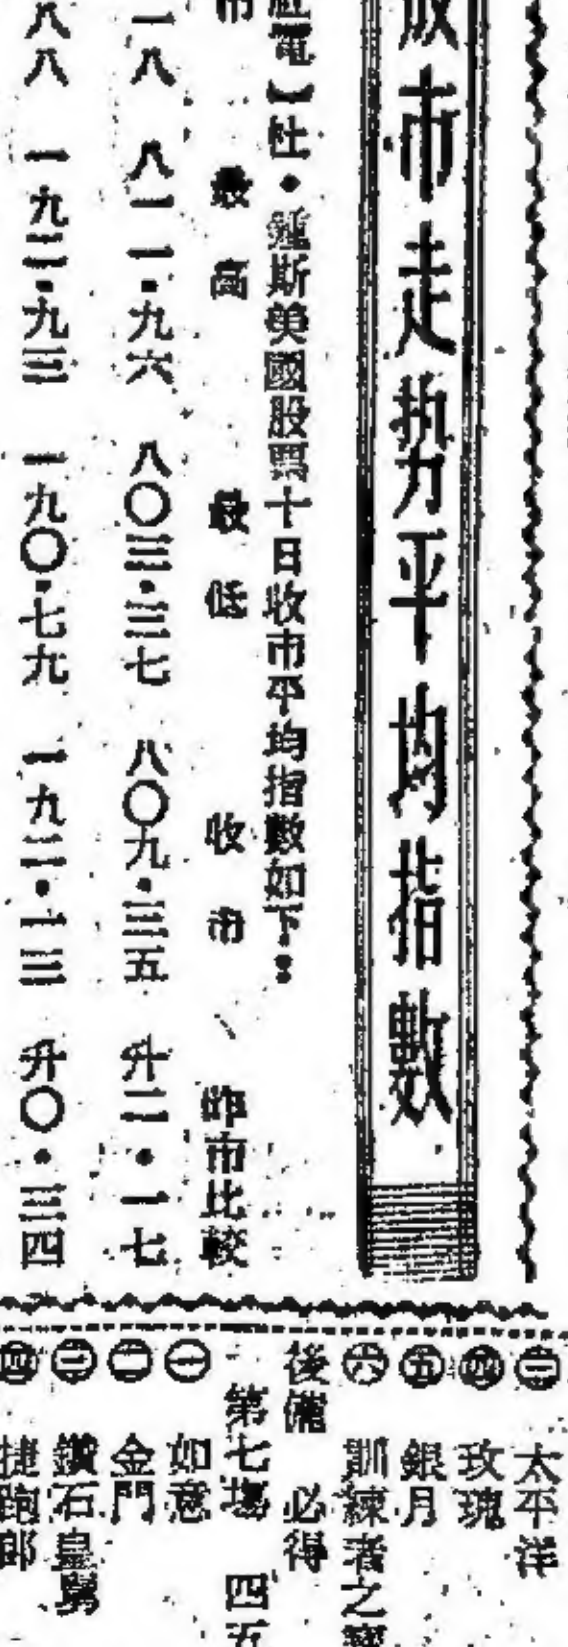 市走勢平均指數
社電】杜·鍾斯美國股票十日收市平均指數如下:
市 最高 最低 收市 昨市比較
一八 八一一·九六 八〇三·三七 八〇九·三五 升二·一七
八八 一九二·九三 一九〇·七九 一九二·一三 升〇·三四
㊂ 太平洋
㊃ 玫瑰
㊄ 銀月
㊅ 訓練者之寶
後備 必得
第七場 四五
㊀ 如意
㊁ 金門
㊂ 鑽石皇
㊃ 捷跑郎